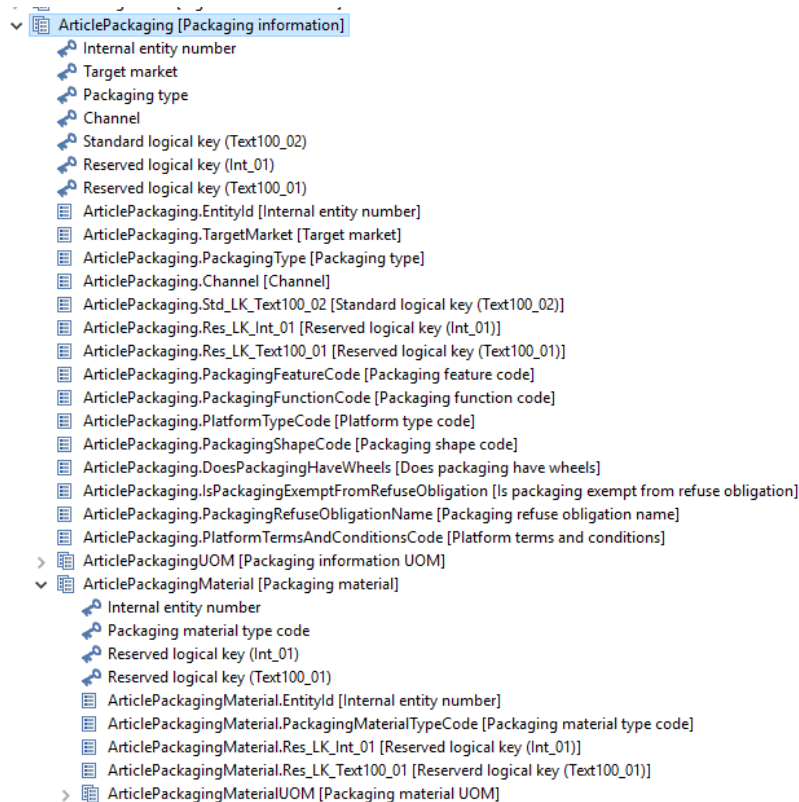 ArticlePackaging [Packaging information]
Internal entity number
Target market
Packaging type
Channel
Standard logical key (Text100_02)
Reserved logical key (Int_01)
Reserved logical key (Text100_01)
ArticlePackaging.EntityId [Internal entity number]
ArticlePackaging.TargetMarket [Target market]
ArticlePackaging.PackagingType [Packaging type]
ArticlePackaging.Channel [Channel]
ArticlePackaging.Std_LK_Text100_02 [Standard logical key (Text100_02)]
ArticlePackaging.Res_LK_Int_01 [Reserved logical key (Int_01)]
ArticlePackaging.Res_LK_Text100_01 [Reserved logical key (Text100_01)]
ArticlePackaging.PackagingFeatureCode [Packaging feature code]
ArticlePackaging.PackagingFunctionCode [Packaging function code]
ArticlePackaging.PlatformTypeCode [Platform type code]
ArticlePackaging.PackagingShapeCode [Packaging shape code]
ArticlePackaging.DoesPackagingHaveWheels [Does packaging have wheels]
ArticlePackaging.IsPackagingExemptFromRefuseObligation [Is packaging exempt from refuse obligation]
ArticlePackaging.PackagingRefuseObligationName [Packaging refuse obligation name]
ArticlePackaging.PlatformTermsAndConditionsCode [Platform terms and conditions]
ArticlePackagingUOM [Packaging information UOM]
ArticlePackagingMaterial [Packaging material]
Internal entity number
Packaging material type code
Reserved logical key (Int_01)
Reserved logical key (Text100_01)
ArticlePackagingMaterial.EntityId [Internal entity number]
ArticlePackagingMaterial.PackagingMaterialTypeCode [Packaging material type code]
ArticlePackagingMaterial.Res_LK_Int_01 [Reserved logical key (Int_01)]
ArticlePackagingMaterial.Res_LK_Text100_01 [Reserverd logical key (Text100_01)]
ArticlePackagingMaterialUOM [Packaging material UOM]